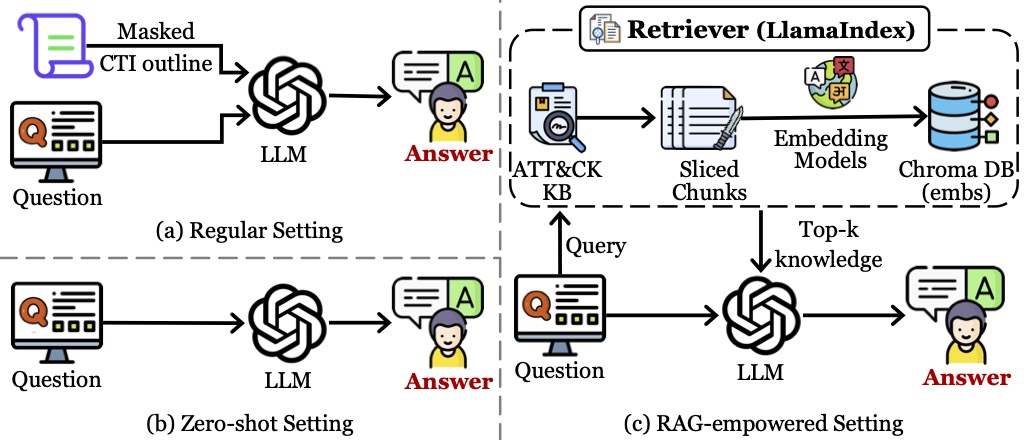 Masked
CTI outline
Q
A
LLM
Answer
Question
(a) Regular Setting
Q
A
Question
LLM
Answer
(b) Zero-shot Setting
Retriever (LlamaIndex)
A
文
अ
ATT&CK
KB
Sliced
Chunks
Embedding
Models
Chroma DB
(embs)
Query
Top-k
knowledge
Q
A
Question
LLM
Answer
(c) RAG-empowered Setting